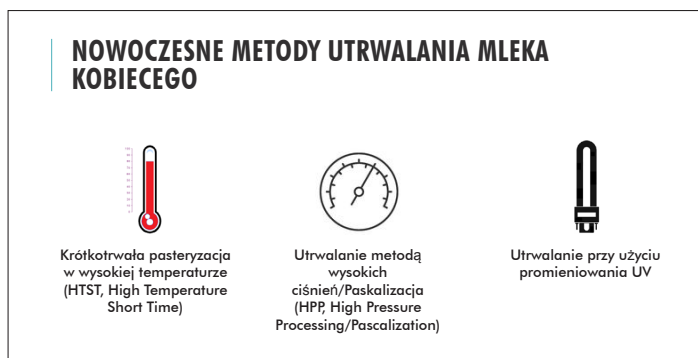 NOWOCZESNE METODY UTRWALANIA MLEKA
KOBIECEGO
Krótkotrwała pasteryzacja
w wysokiej temperaturze
(HTST, High Temperature
Short Time)
Utrwalanie metodą
wysokich
ciśnień/Paskalizacja
(HPP, High Pressure
Processing/Pascalization)
Utrwalanie przy użyciu
promieniowania UV